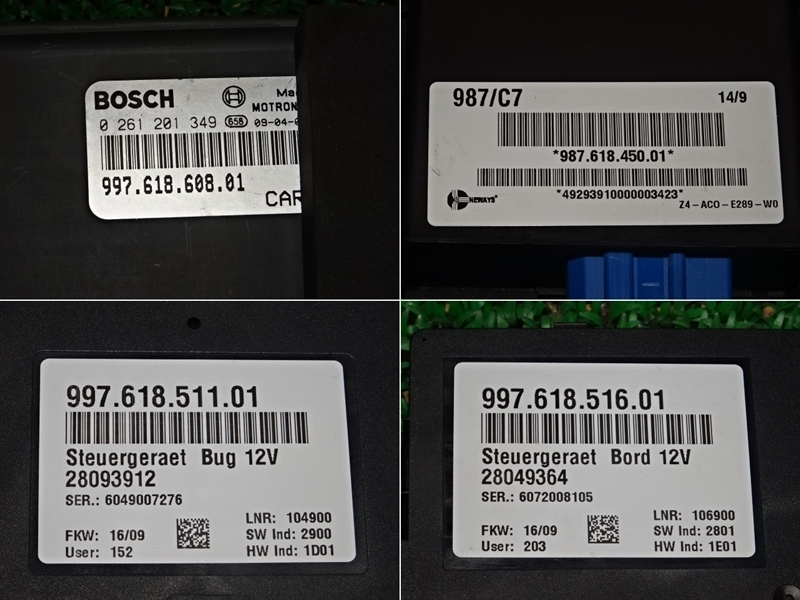 BOSCH
MOTRON
0 261 201 349 658 09-04-
997.618.608.01
CAR
987/C7 14/9
*987.618.450.01*
*49293910000003423*
NEWAYS Z4-ACO-E289-W0
997.618.511.01
Steuergeraet Bug 12V
28093912
SER.: 6049007276
LNR: 104900
FKW: 16/09 SW Ind: 2900
User: 152 HW Ind: 1D01
997.618.516.01
Steuergeraet Bord 12V
28049364
SER.: 6072008105
LNR: 106900
FKW: 16/09 SW Ind: 2801
User: 203 HW Ind: 1E01